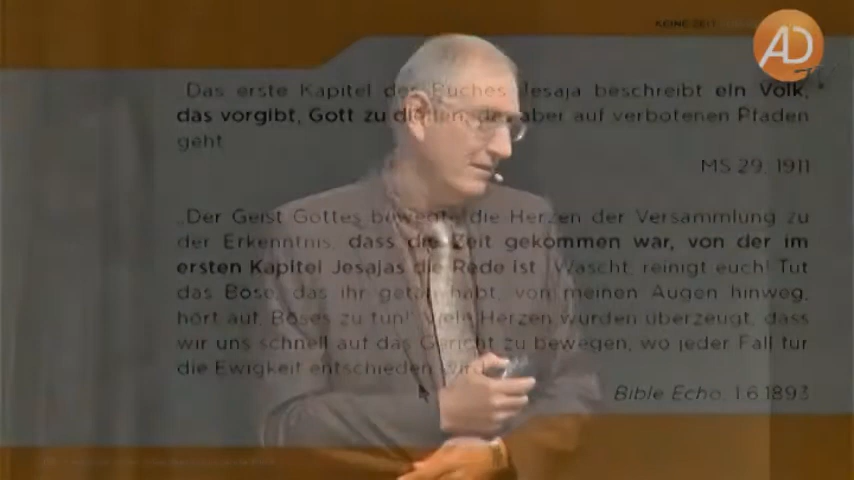 KEINE ZEIT
AD
TV
Das erste Kapitel des Buches Jesaja beschreibt ein Volk,
das vorgibt, Gott zu dienen, das aber auf verbotenen Pfaden
geht
MS 29, 1911
„Der Geist Gottes bewegte die Herzen der Versammlung zu
der Erkenntnis, dass die Zeit gekommen war, von der im
ersten Kapitel Jesajas die Rede ist Wascht, reinigt euch! Tut
das Böse, das ihr getan habt, von meinen Augen hinweg,
hört auf, Böses zu tun!' Viele Herzen wurden überzeugt, dass
wir uns schnell auf das Gericht zu bewegen, wo jeder Fall für
die Ewigkeit entschieden wird
Bible Echo, 1.6.1893